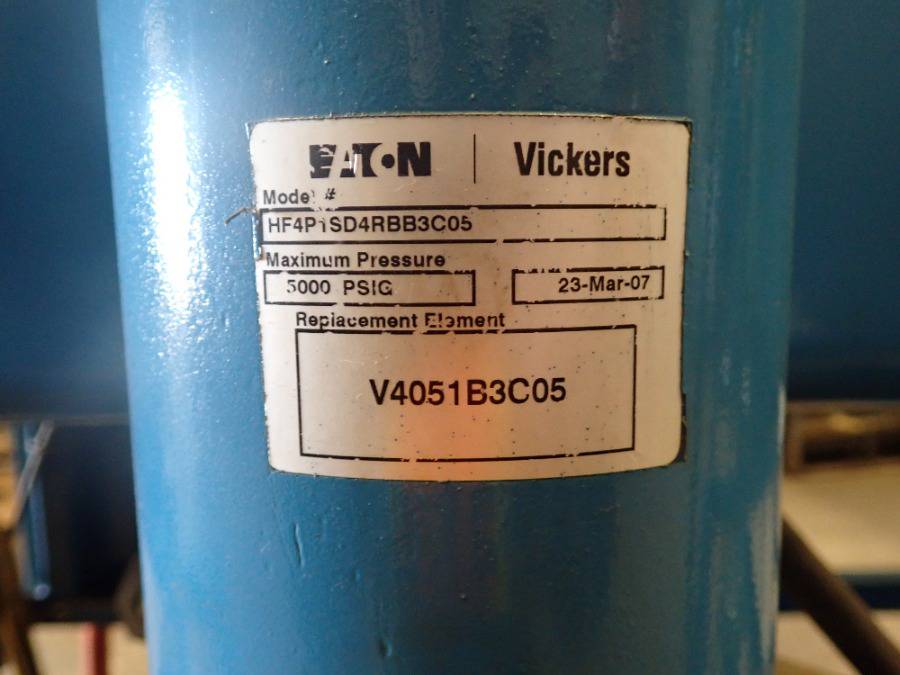 EATON | Vickers
Model #
HF4P1SD4RBB3C05
Maximum Pressure
5000 PSIG 23-Mar-07
Replacement Element
V4051B3C05